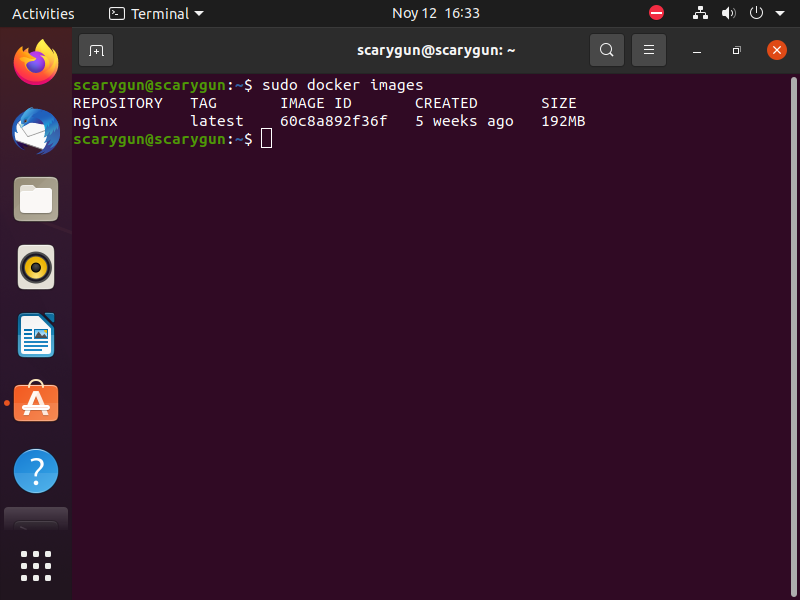 Activities Terminal Nov 12 16:33
scarygun@scarygun: ~
scarygun@scarygun:~$ sudo docker images
REPOSITORY TAG IMAGE ID CREATED SIZE
nginx latest 60c8a892f36f 5 weeks ago 192MB
scarygun@scarygun:~$